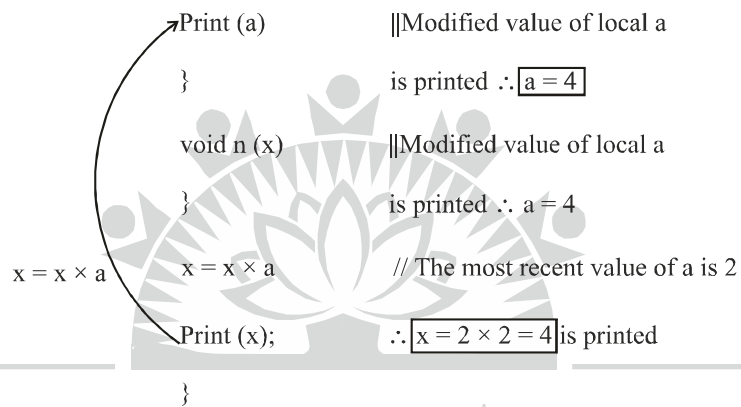 Print (a) ||Modified value of local a
} is printed ∴ a = 4
void n (x) ||Modified value of local a
} is printed ∴ a = 4
x = x × a x = x × a // The most recent value of a is 2
Print (x); ∴ x = 2 × 2 = 4 is printed
}